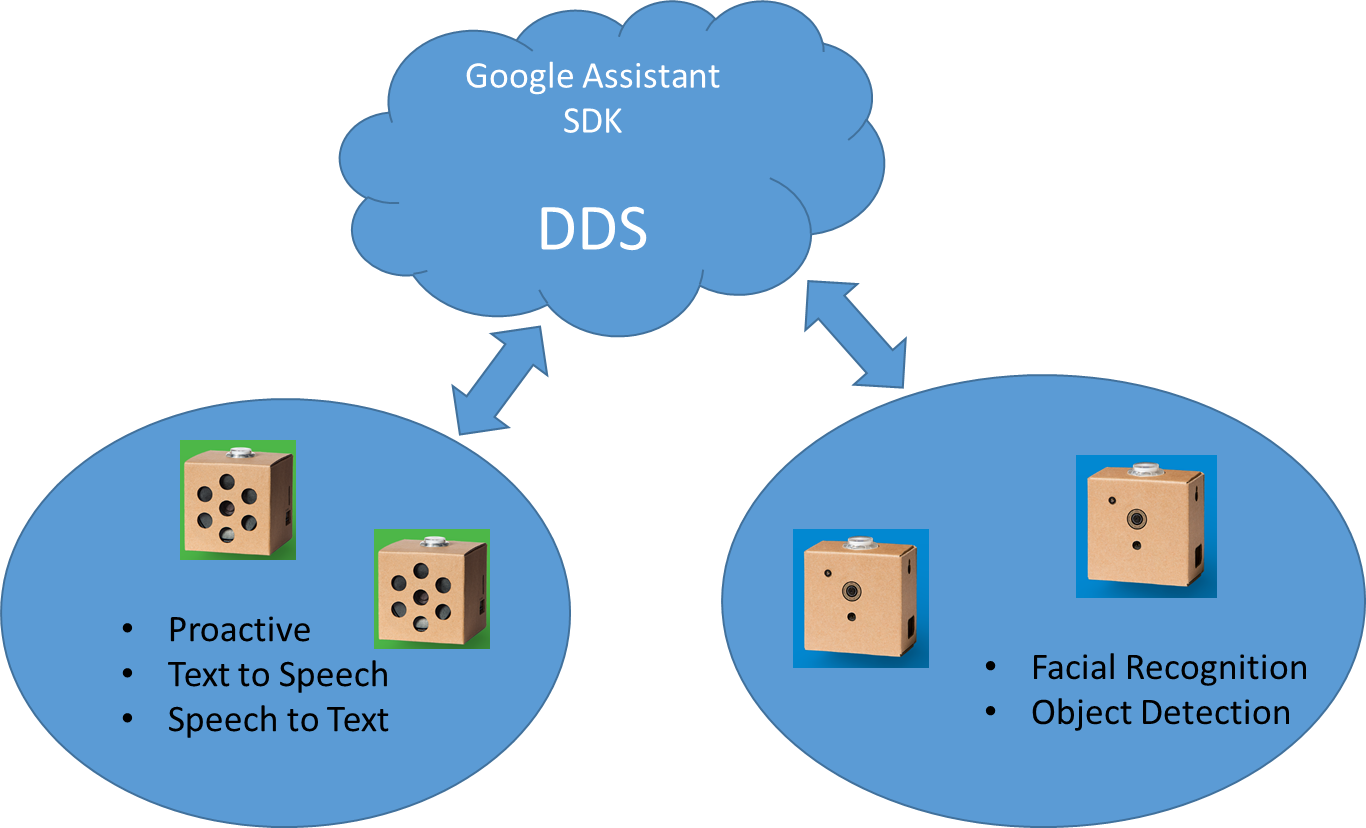 Google Assistant
SDK
DDS
• Proactive
• Text to Speech
• Speech to Text
• Facial Recognition
• Object Detection